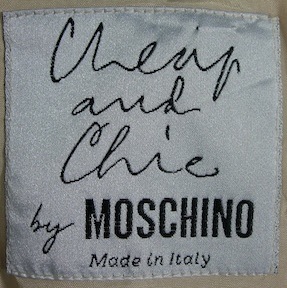 Cheap
and
Chic
by MOSCHINO
Made in Italy